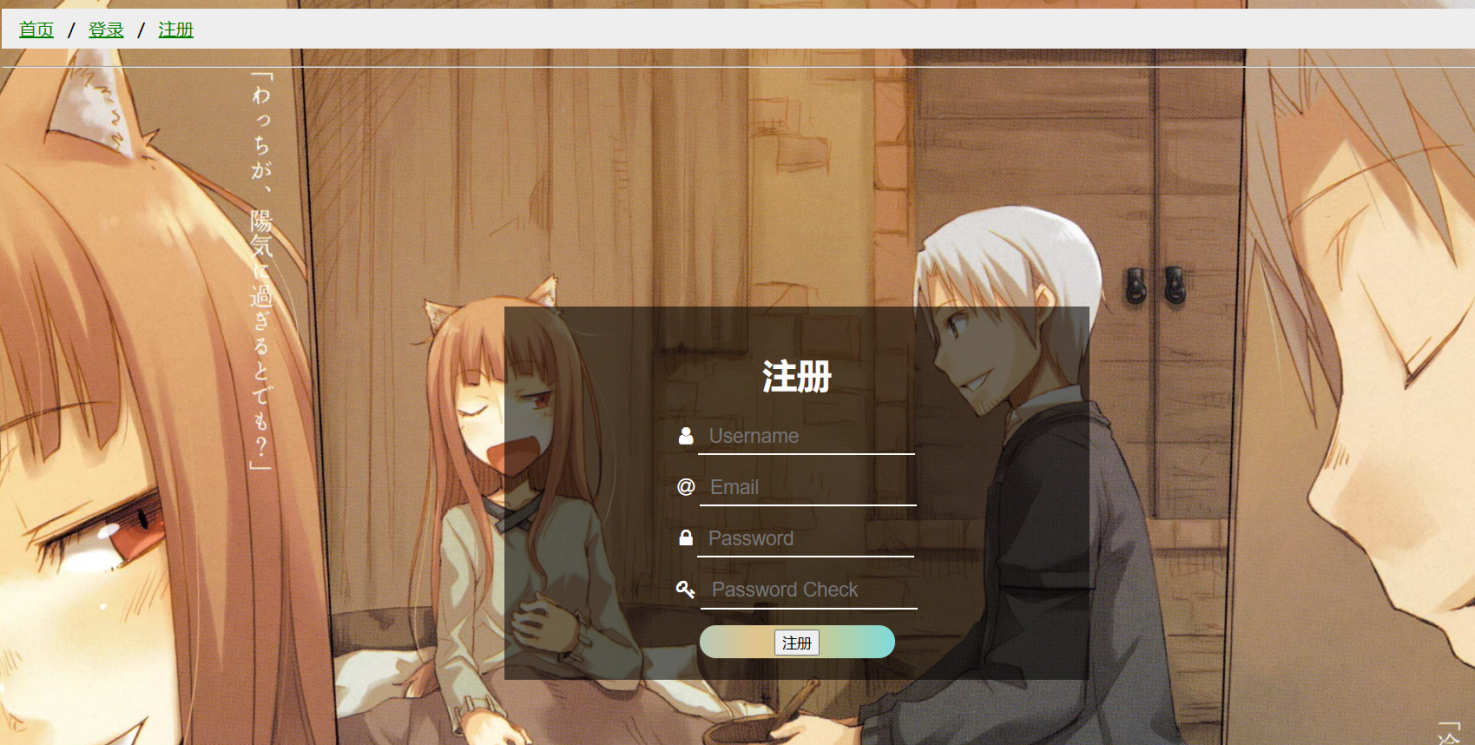 首页 / 登录 / 注册
「わっちが、陽気に過ぎるとでも？」
注册
Username
@ Email
Password
Password Check
注册